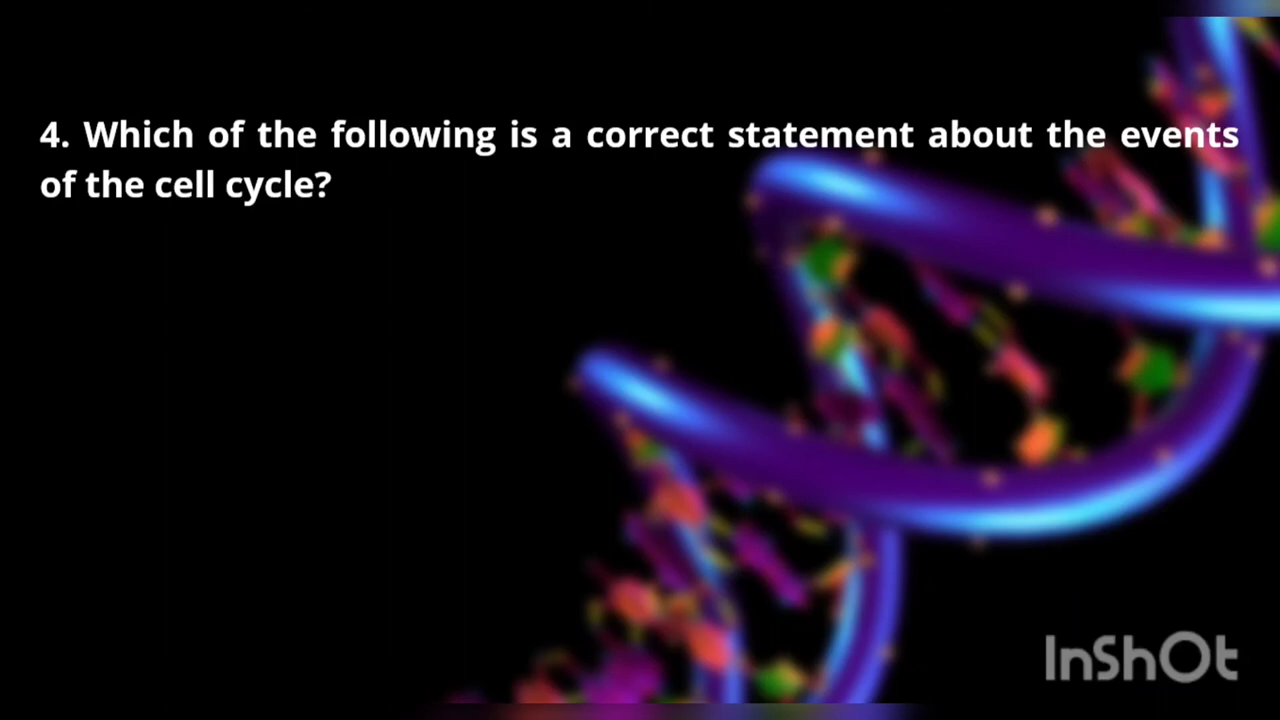 4. Which of the following is a correct statement about the events
of the cell cycle?
InShOt